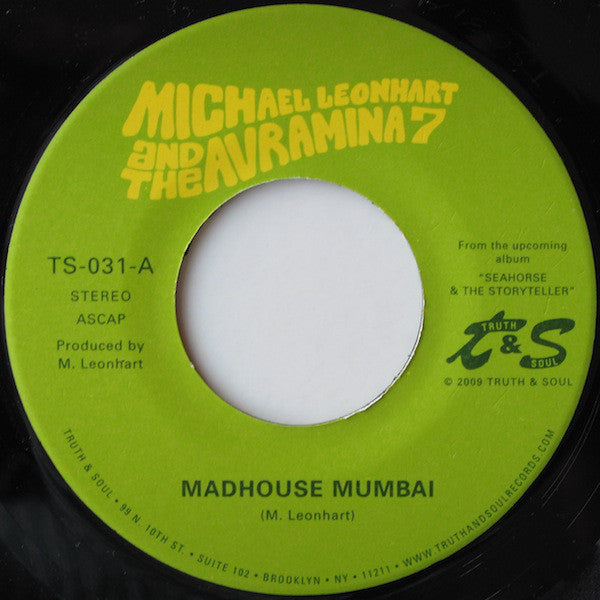 MICHAEL LEONHART
AND THE AVRAMINA 7
TS-031-A
STEREO
ASCAP
Produced by
M. Leonhart
From the upcoming
album
"SEAHORSE
& THE STORYTELLER"
TRUTH
t&S
SOUL
© 2009 TRUTH & SOUL
MADHOUSE MUMBAI
(M. Leonhart)
TRUTH & SOUL • 99 N. 10TH ST. • SUITE 102 • BROOKLYN • NY • 11211 • WWW.TRUTHANDSOULRECORDS.COM